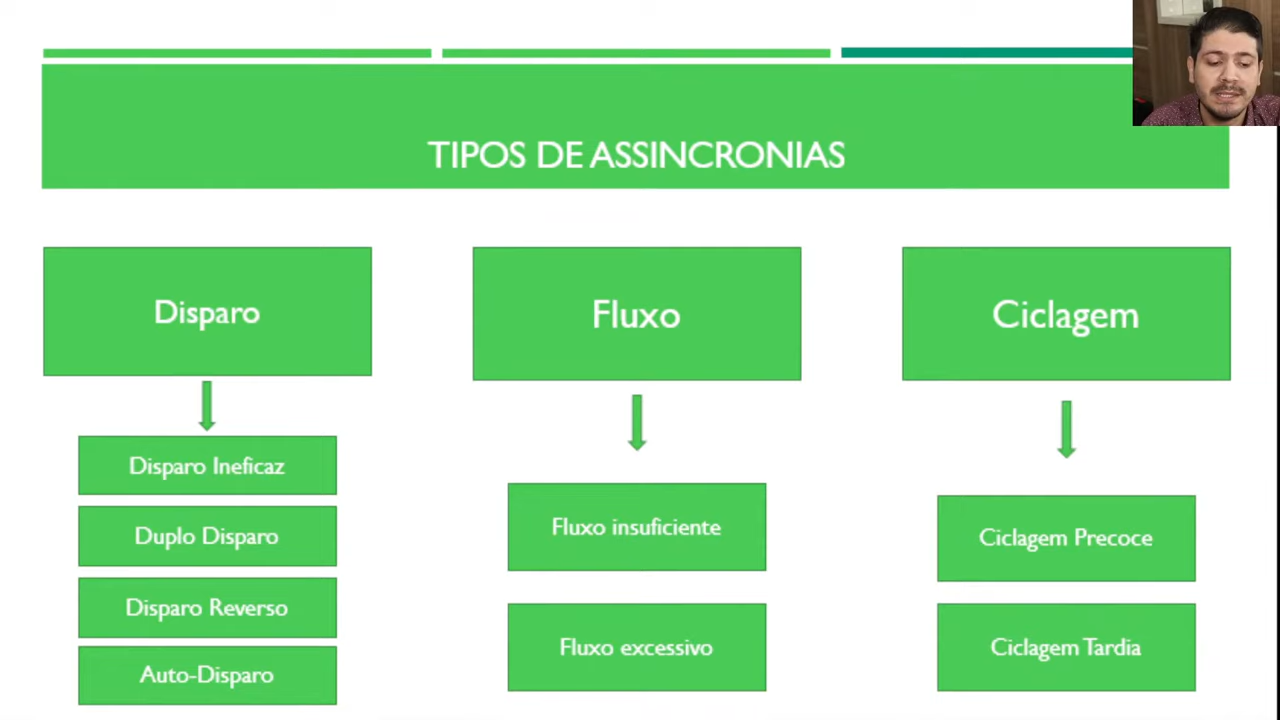 TIPOS DE ASSINCRONIAS
Disparo
Fluxo
Ciclagem
Disparo Ineficaz
Duplo Disparo
Disparo Reverso
Auto-Disparo
Fluxo insuficiente
Fluxo excessivo
Ciclagem Precoce
Ciclagem Tardia